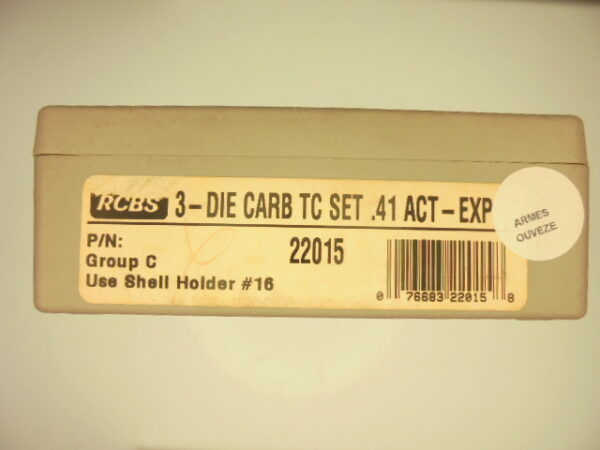 RCBS 3-DIE CARB TC SET .41 ACT-EXP
P/N: 22015
Group C
Use Shell Holder #16
0 76683 22015 8
ARMES
OUVEZE